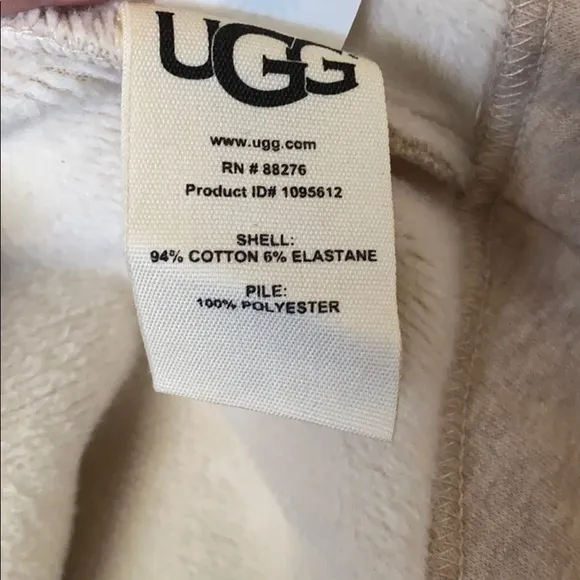 UGG
www.ugg.com
RN # 88276
Product ID# 1095612
SHELL:
94% COTTON 6% ELASTANE
PILE:
100% POLYESTER